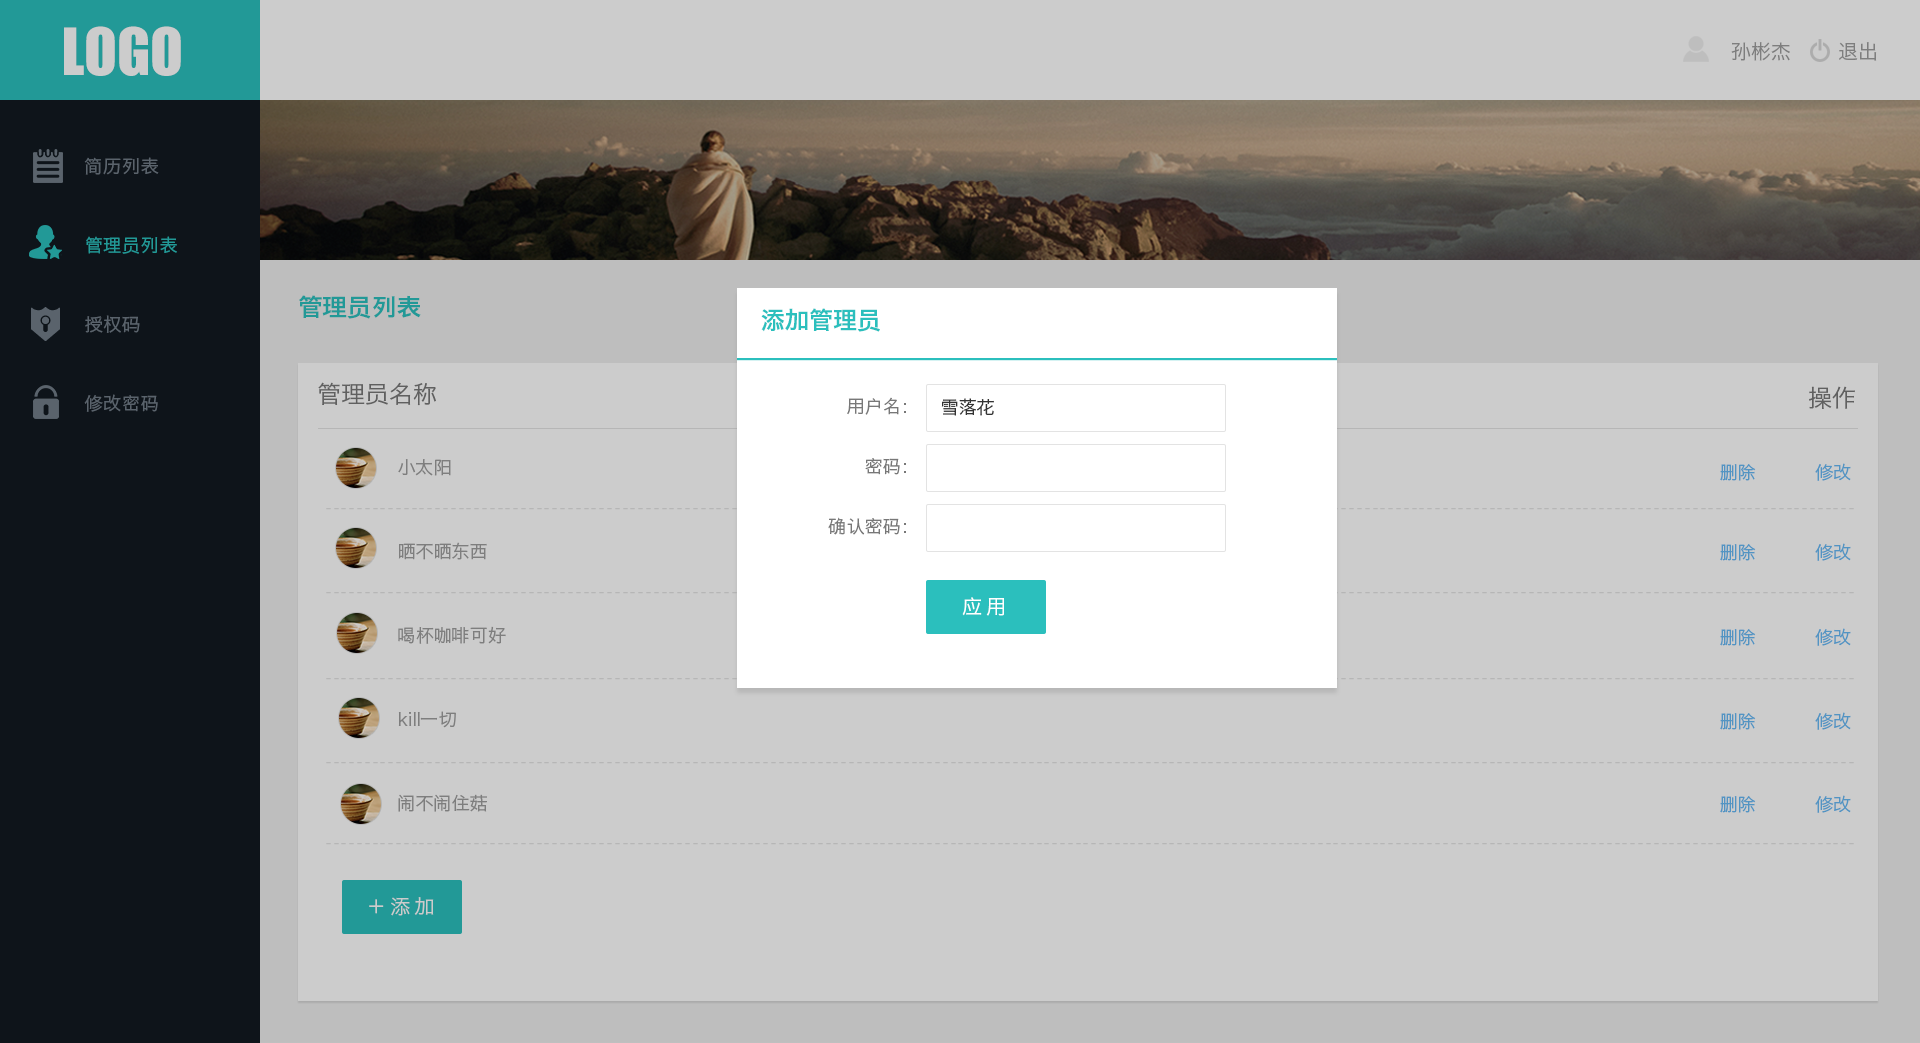 LOGO
孙彬杰
退出
简历列表
管理员列表
授权码
修改密码
管理员列表
管理员名称
操作
小太阳
删除 修改
晒不晒东西
删除 修改
喝杯咖啡可好
删除 修改
kill一切
删除 修改
闹不闹住菇
删除 修改
+ 添 加
添加管理员
用户名: 雪落花
密码:
确认密码:
应 用